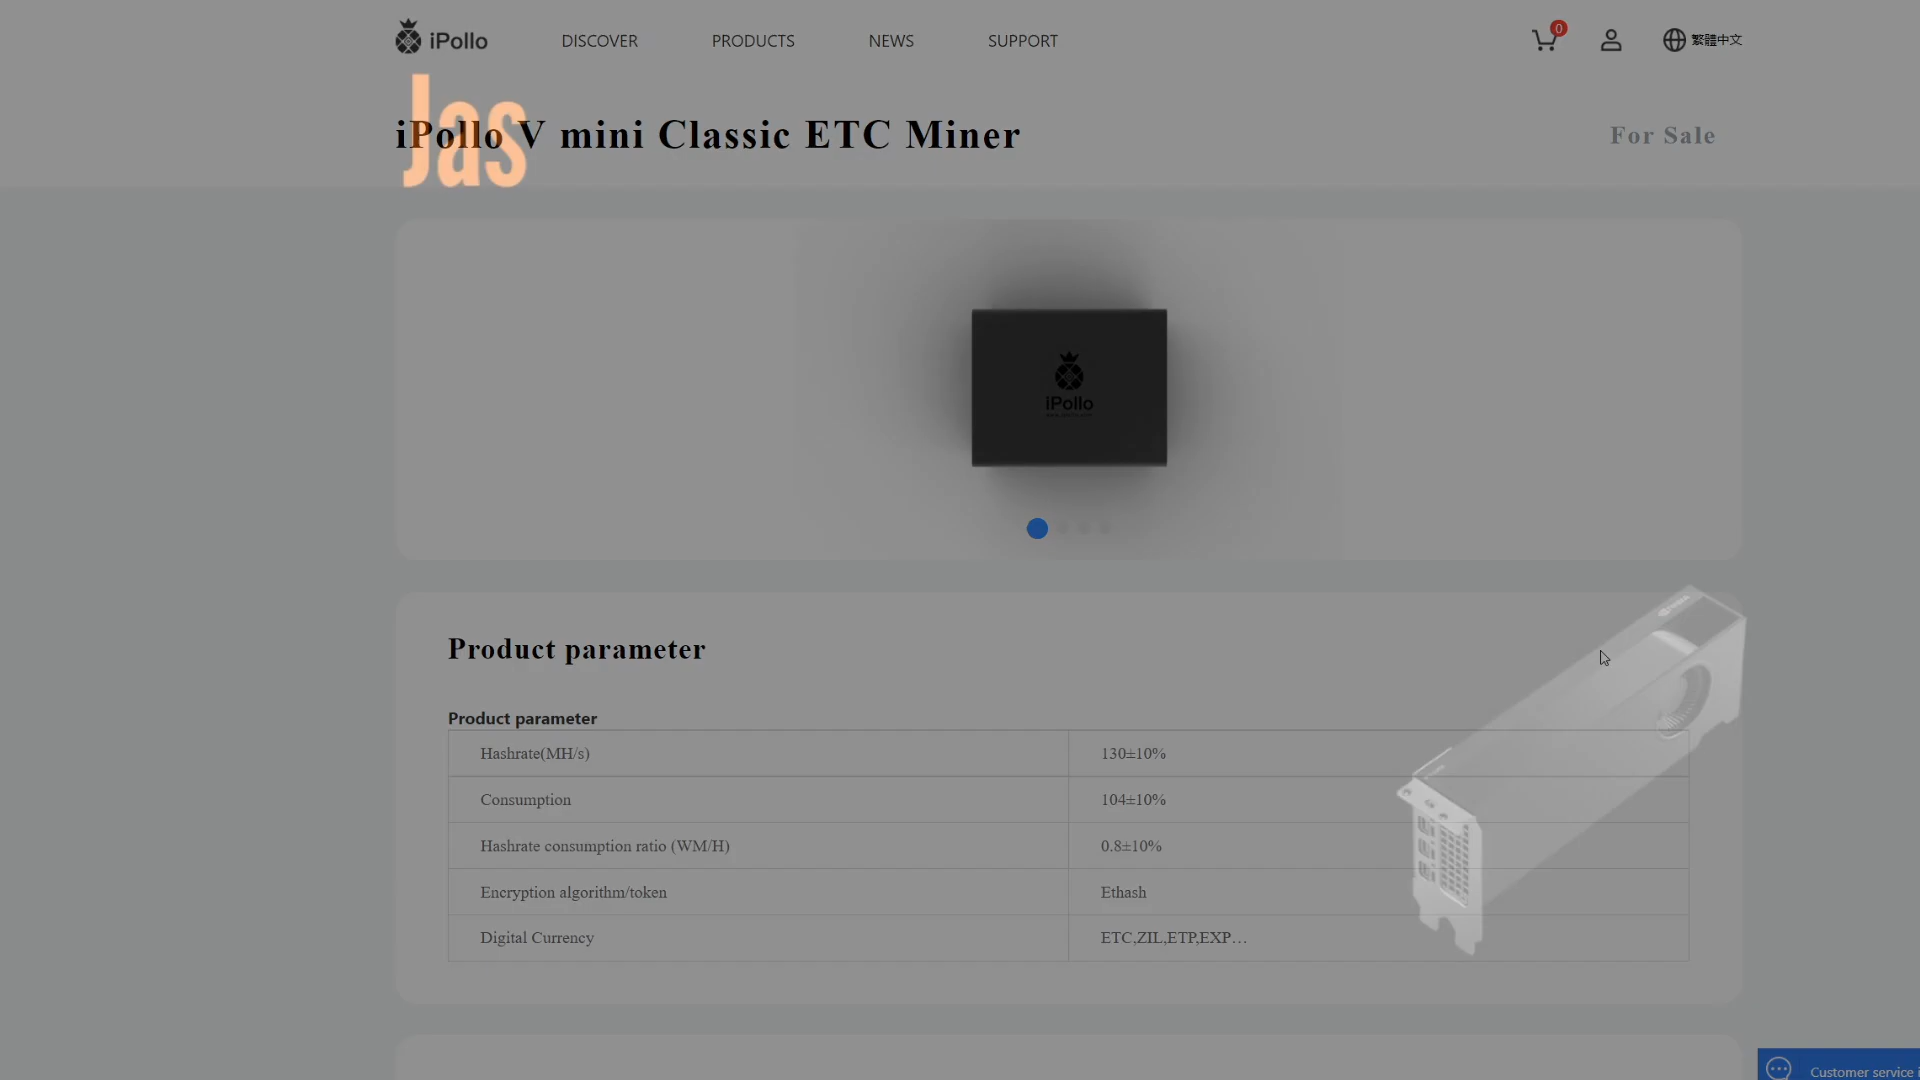 iPollo
DISCOVER
PRODUCTS
NEWS
SUPPORT
0
繁體中文
Jas
iPollo V mini Classic ETC Miner
For Sale
iPollo
Product parameter
Product parameter
Hashrate(MH/s) 130±10%
Consumption 104±10%
Hashrate consumption ratio (WM/H) 0.8±10%
Encryption algorithm/token Ethash
Digital Currency ETC,ZIL,ETP,EXP…
Customer service